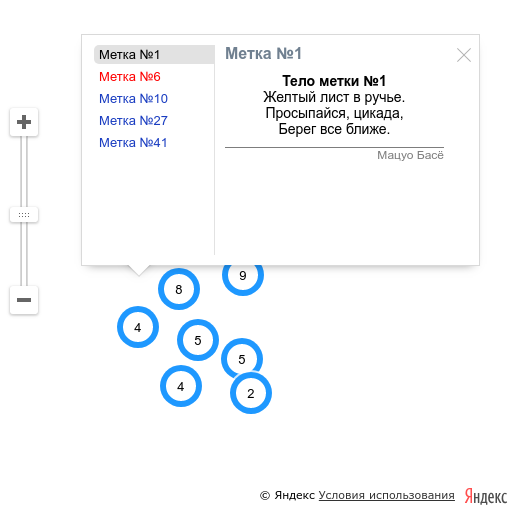 Метка №1
Метка №6
Метка №10
Метка №27
Метка №41
Метка №1
Тело метки №1
Желтый лист в ручье.
Просыпайся, цикада,
Берег все ближе.
Мацуо Басё
9
8
4
5
5
4
2
© Яндекс Условия использования Яндекс